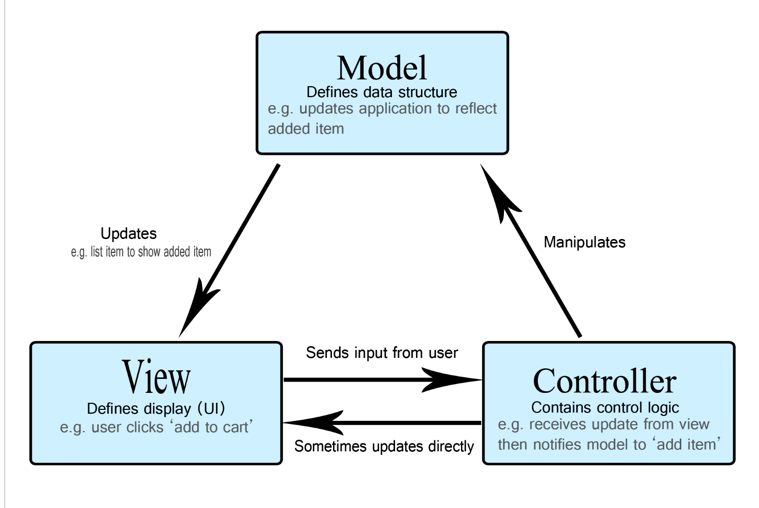 Model
Defines data structure
e.g. updates application to reflect
added item
Updates
e.g. list item to show added item
Manipulates
View
Defines display (UI)
e.g. user clicks ‘add to cart’
Sends input from user
Sometimes updates directly
Controller
Contains control logic
e.g. receives update from view
then notifies model to ‘add item’